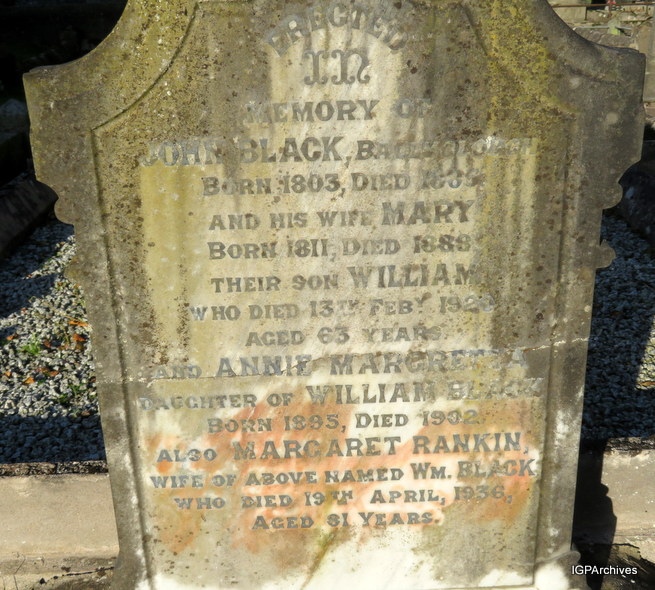 ERECTED
IN
MEMORY OF
JOHN BLACK,
BORN 1803, DIED
AND HIS WIFE MARY
BORN 1811, DIED
THEIR SON WILLIAM
WHO DIED 13TH FEBY
AGED 63 YEARS
AND ANNIE MARGRETTA
DAUGHTER OF WILLIAM BLACK
BORN 1895, DIED 1902
ALSO MARGARET RANKIN,
WIFE OF ABOVE NAMED WM. BLACK
WHO DIED 19TH APRIL, 1936,
AGED 81 YEARS.
IGPArchives